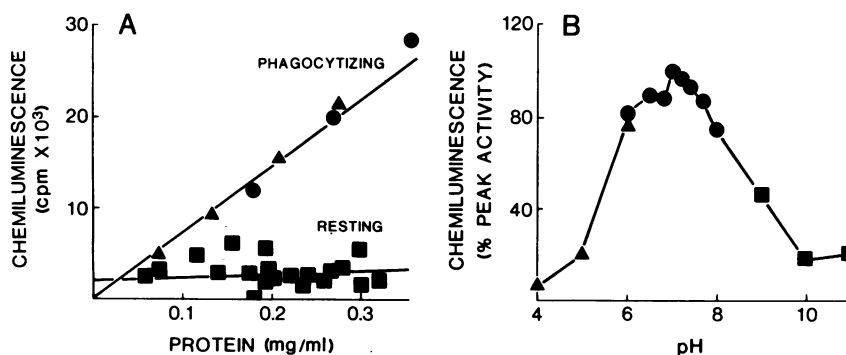 A
CHEMILUMINESCENCE
(cpm X10³)
30
20
10
PHAGOCYTIZING
RESTING
0.1 0.2 0.3
PROTEIN (mg/ml)
B
CHEMILUMINESCENCE
(% PEAK ACTIVITY)
120
80
40
4 6 8 10
pH